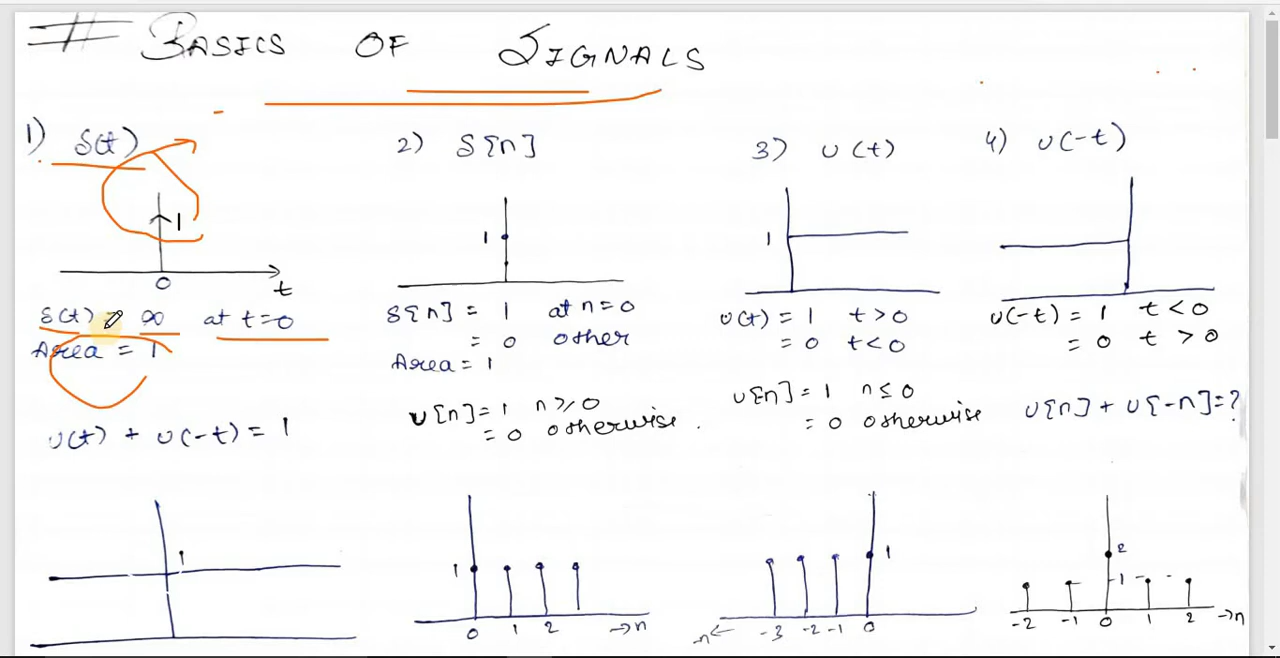 # BASICS OF SIGNALS
1) δ(t)
1
0
t
δ(t) ⇒ ∞ at t=0
Area = 1
u(t) + u(-t) = 1
1
2) δ[n]
1
δ[n] = 1 at n=0
= 0 other
Area = 1
u[n] = 1 n≥0
= 0 otherwise.
1
0 1 2 →n
3) u(t)
1
u(t) = 1 t>0
= 0 t<0
u[n] = 1 n≤0
= 0 otherwise
1
-n← -3 -2 -1 0
4) u(-t)
u(-t) = 1 t<0
= 0 t>0
u[n] + u[-n] = ?
2
1
-2 -1 0 1 2 →n